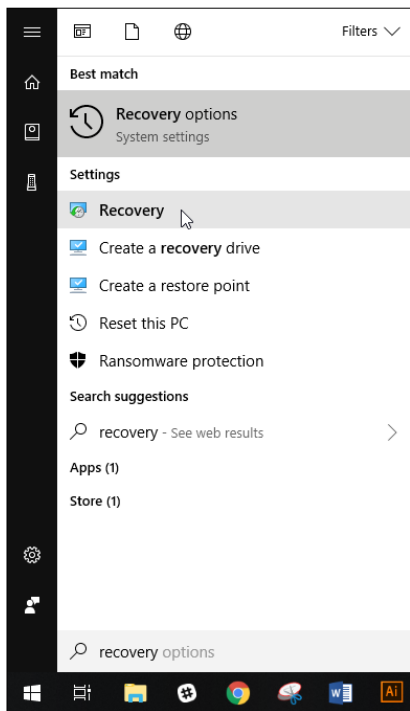 Filters
Best match
Recovery options
System settings
Settings
Recovery
Create a recovery drive
Create a restore point
Reset this PC
Ransomware protection
Search suggestions
recovery - See web results
Apps (1)
Store (1)
recovery options
W
Ai